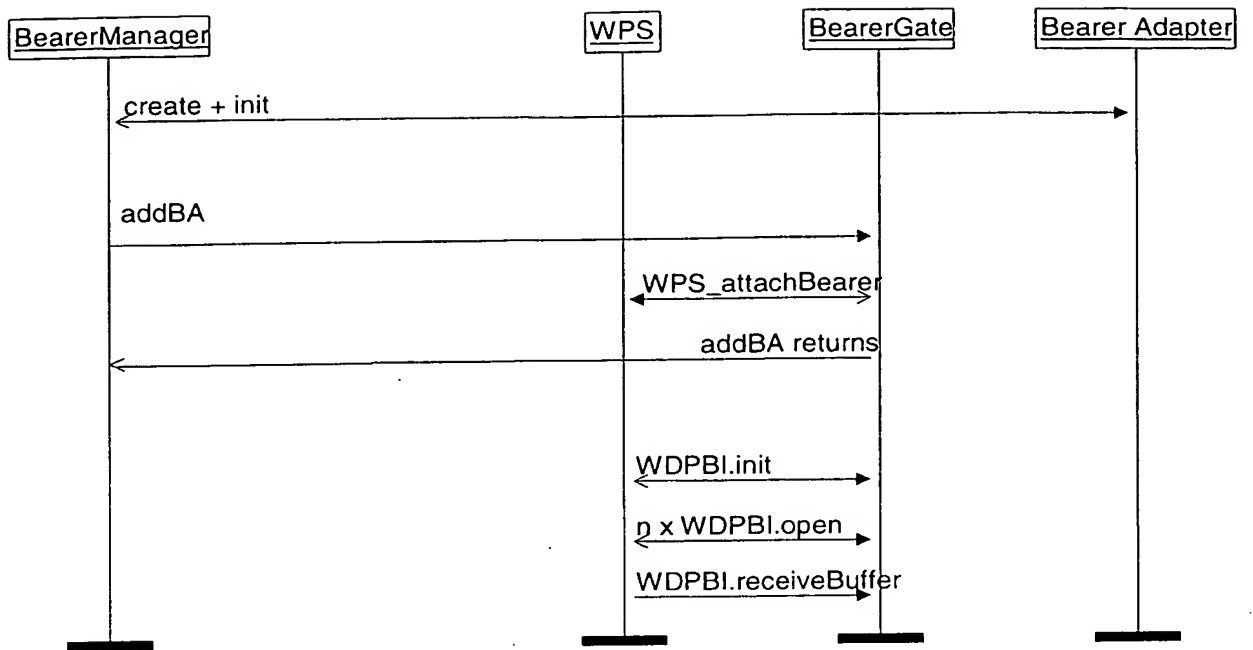 BearerManager
WPS
BearerGate
Bearer Adapter
create + init
addBA
WPS_attachBearer
addBA returns
WDPBI.init
n x WDPBI.open
WDPBI.receiveBuffer